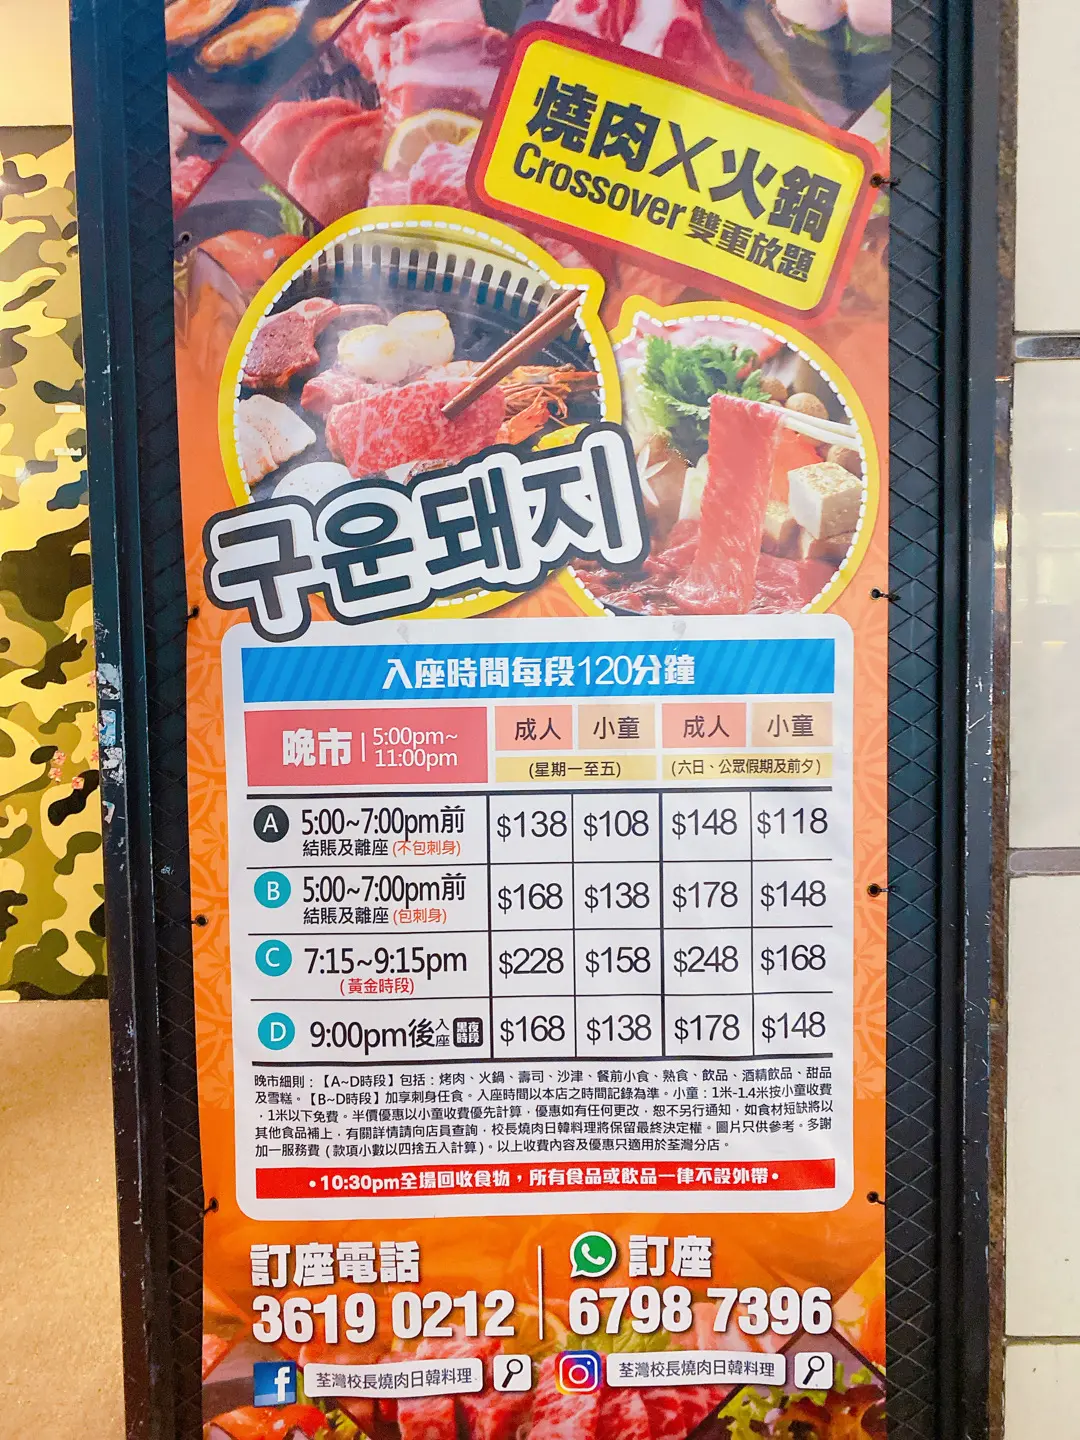 燒肉X火鍋
Crossover 雙重放題
구운돼지
入座時間每段120分鐘
晚市 5:00pm~11:00pm 成人 小童 成人 小童
(星期一至五) (六日、公眾假期及前夕)
A 5:00~7:00pm前 $138 $108 $148 $118
結賬及離座 (不包刺身)
B 5:00~7:00pm前 $168 $138 $178 $148
結賬及離座 (包刺身)
C 7:15~9:15pm $228 $158 $248 $168
(黃金時段)
D 9:00pm後入座 黑夜時段 $168 $138 $178 $148
晚市細則：【A~D時段】包括：烤肉、火鍋、壽司、沙津、餐前小食、熟食、飲品、酒精飲品、甜品
及雪糕。【B~D時段】加享刺身任食。入座時間以本店之時間記錄為準。小童：1米-1.4米按小童收費
，1米以下免費。半價優惠以小童收費優先計算，優惠如有任何更改，恕不另行通知，如食材短缺將以
其他食品補上，有關詳情請向店員查詢，校長燒肉日韓料理將保留最終決定權。圖片只供參考。多謝
加一服務費 (款項小數以四捨五入計算)。以上收費內容及優惠只適用於荃灣分店。
•10:30pm全場回收食物，所有食品或飲品一律不設外帶•
訂座電話
3619 0212
訂座
6798 7396
荃灣校長燒肉日韓料理
荃灣校長燒肉日韓料理